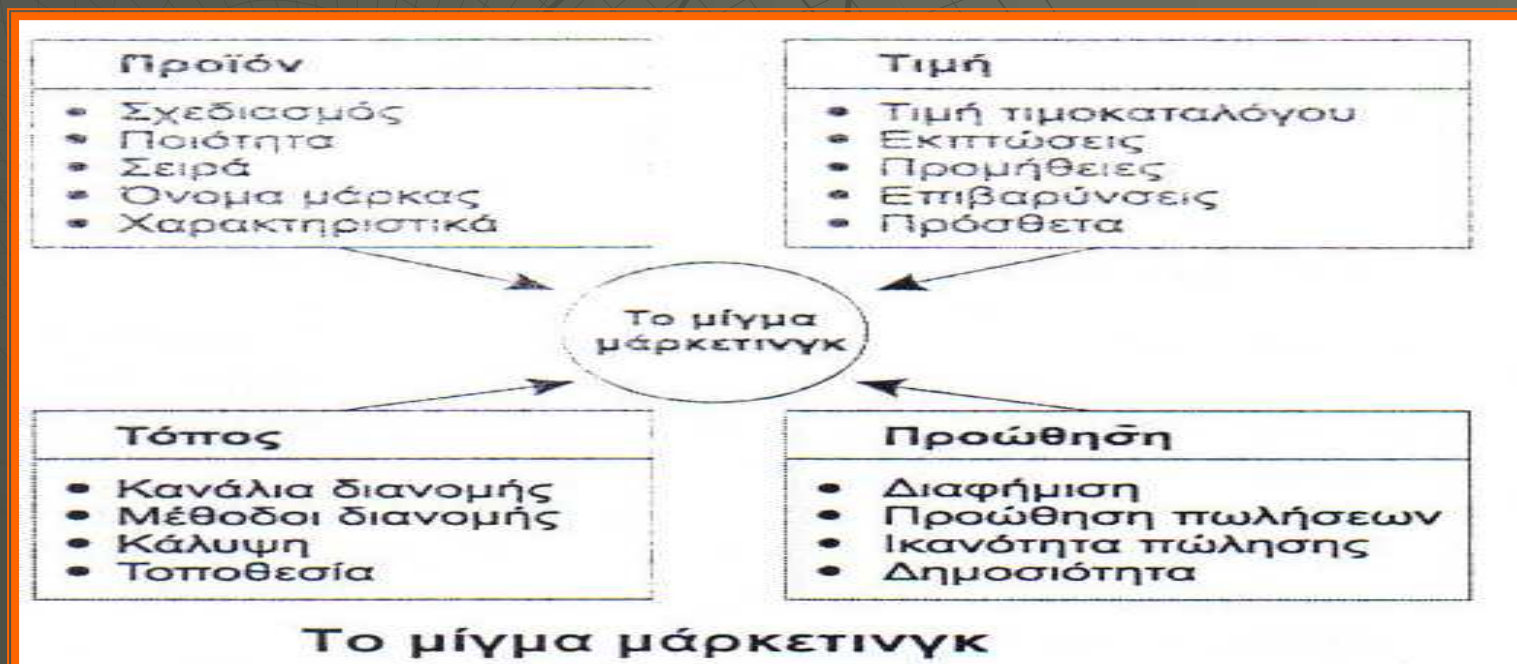 Προϊόν
• Σχεδιασμός
• Ποιότητα
• Σειρά
• Όνομα μάρκας
• Χαρακτηριστικά
Τιμή
• Τιμή τιμοκαταλόγου
• Εκπτώσεις
• Προμήθειες
• Επιβαρύνσεις
• Πρόσθετα
Το μίγμα
μάρκετινγκ
Τόπος
• Κανάλια διανομής
• Μέθοδοι διανομής
• Κάλυψη
• Τοποθεσία
Προώθηση
• Διαφήμιση
• Προώθηση πωλήσεων
• Ικανότητα πώλησης
• Δημοσιότητα
Το μίγμα μάρκετινγκ